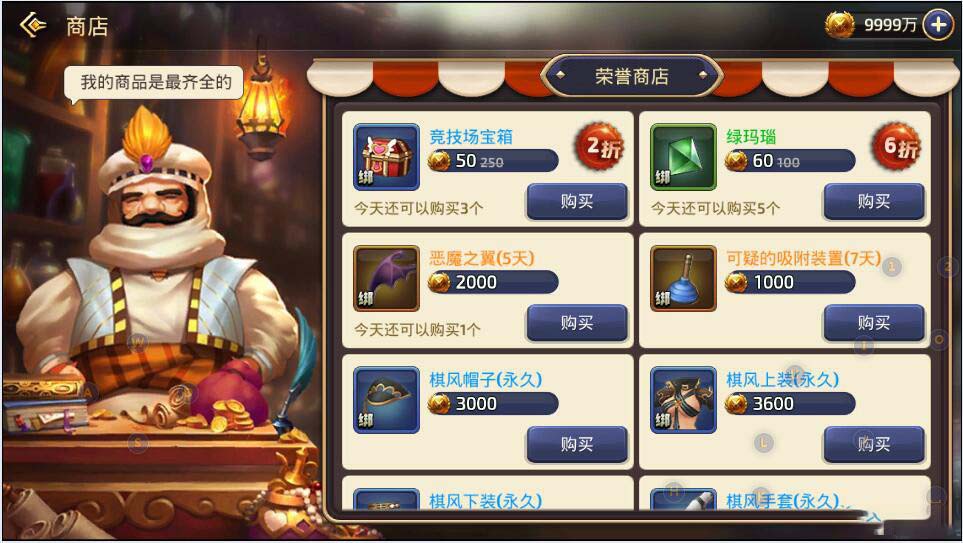 商店
9999万
我的商品是最齐全的
荣誉商店
竞技场宝箱
50 250
2折
绑
今天还可以购买3个
购买
绿玛瑙
60 100
6折
绑
今天还可以购买5个
购买
恶魔之翼(5天)
2000
绑
今天还可以购买1个
购买
可疑的吸附装置(7天)
1000
绑
购买
棋风帽子(永久)
3000
绑
购买
棋风上装(永久)
3600
绑
购买
棋风下装(永久)
棋风手套(永久)
1
2
W
I
O
A
S
L
H